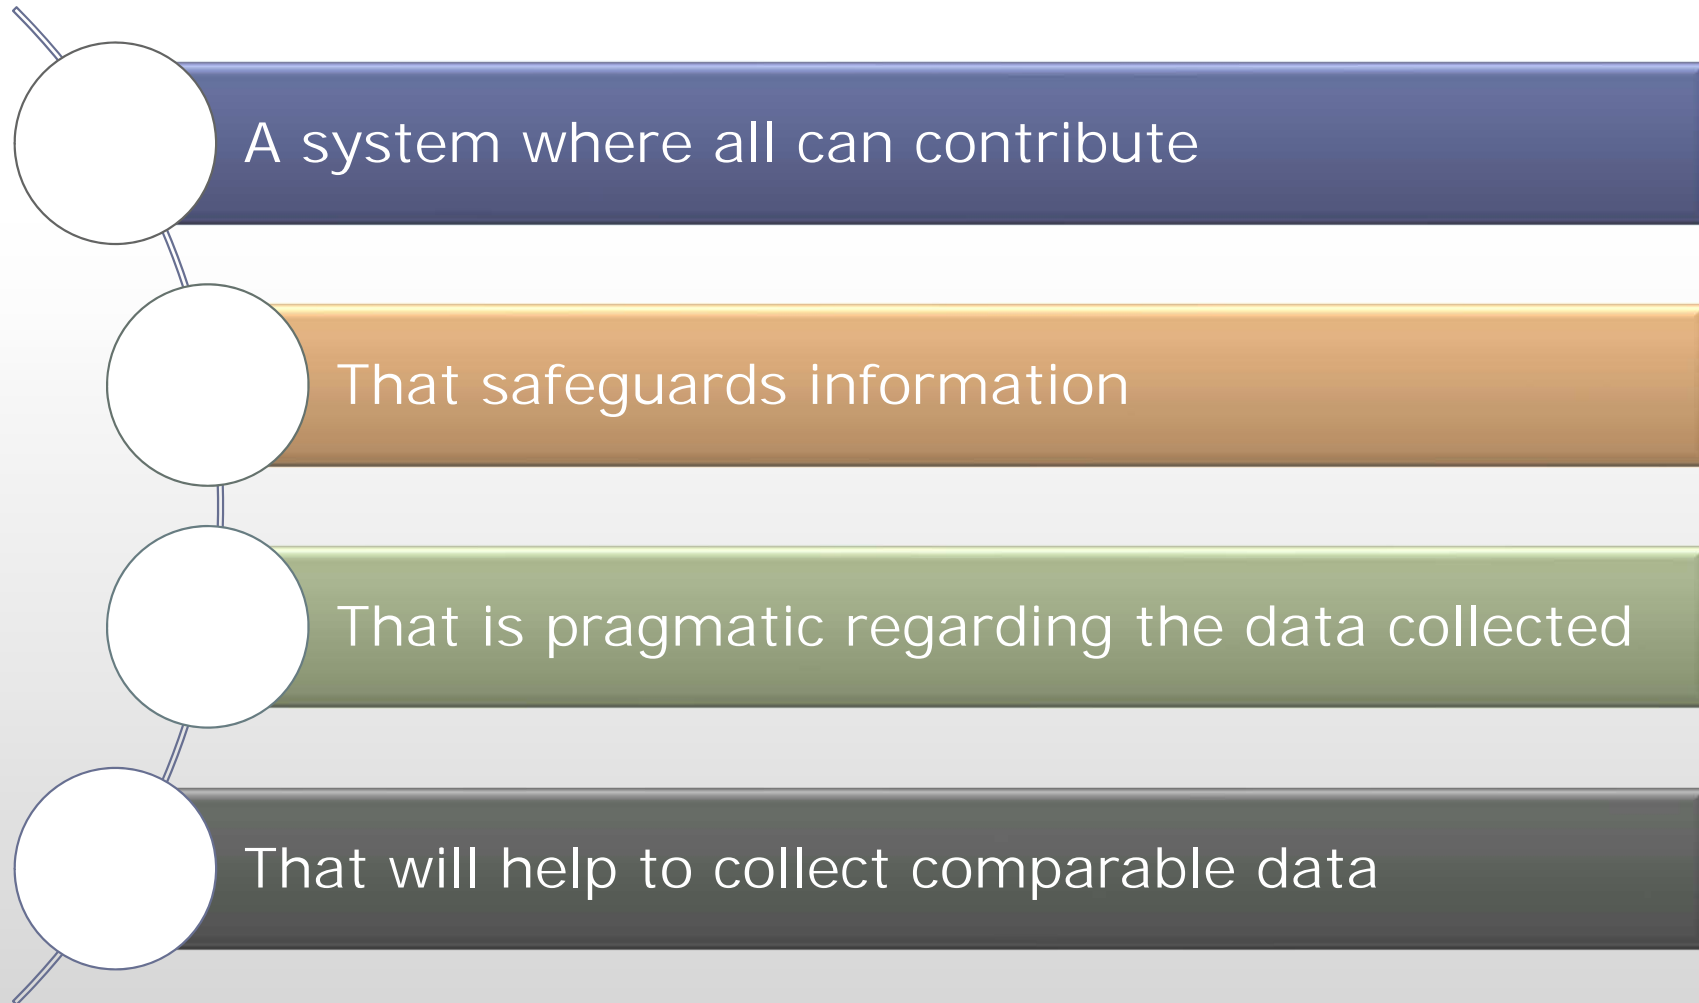 A system where all can contribute
That safeguards information
That is pragmatic regarding the data collected
That will help to collect comparable data